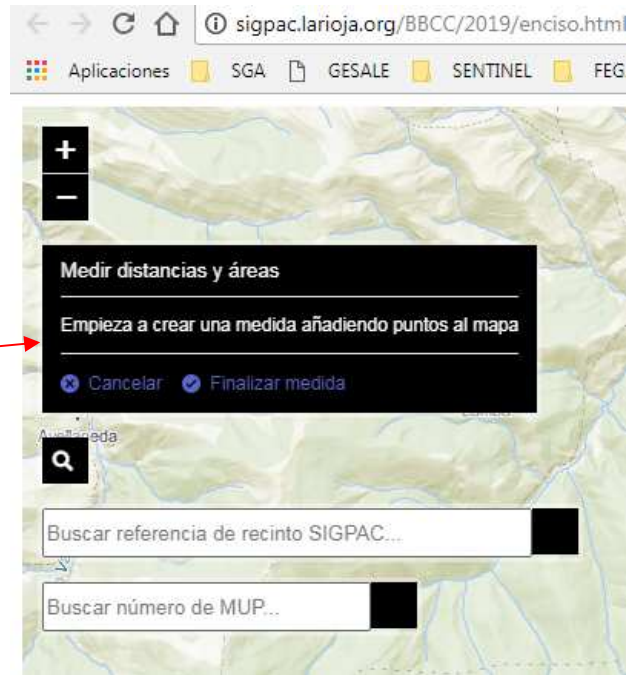 sigpac.larioja.org/BBCC/2019/enciso.html
Aplicaciones SGA GESALE SENTINEL FEG
+
−
Medir distancias y áreas
Empieza a crear una medida añadiendo puntos al mapa
Cancelar Finalizar medida
Buscar referencia de recinto SIGPAC...
Buscar número de MUP...